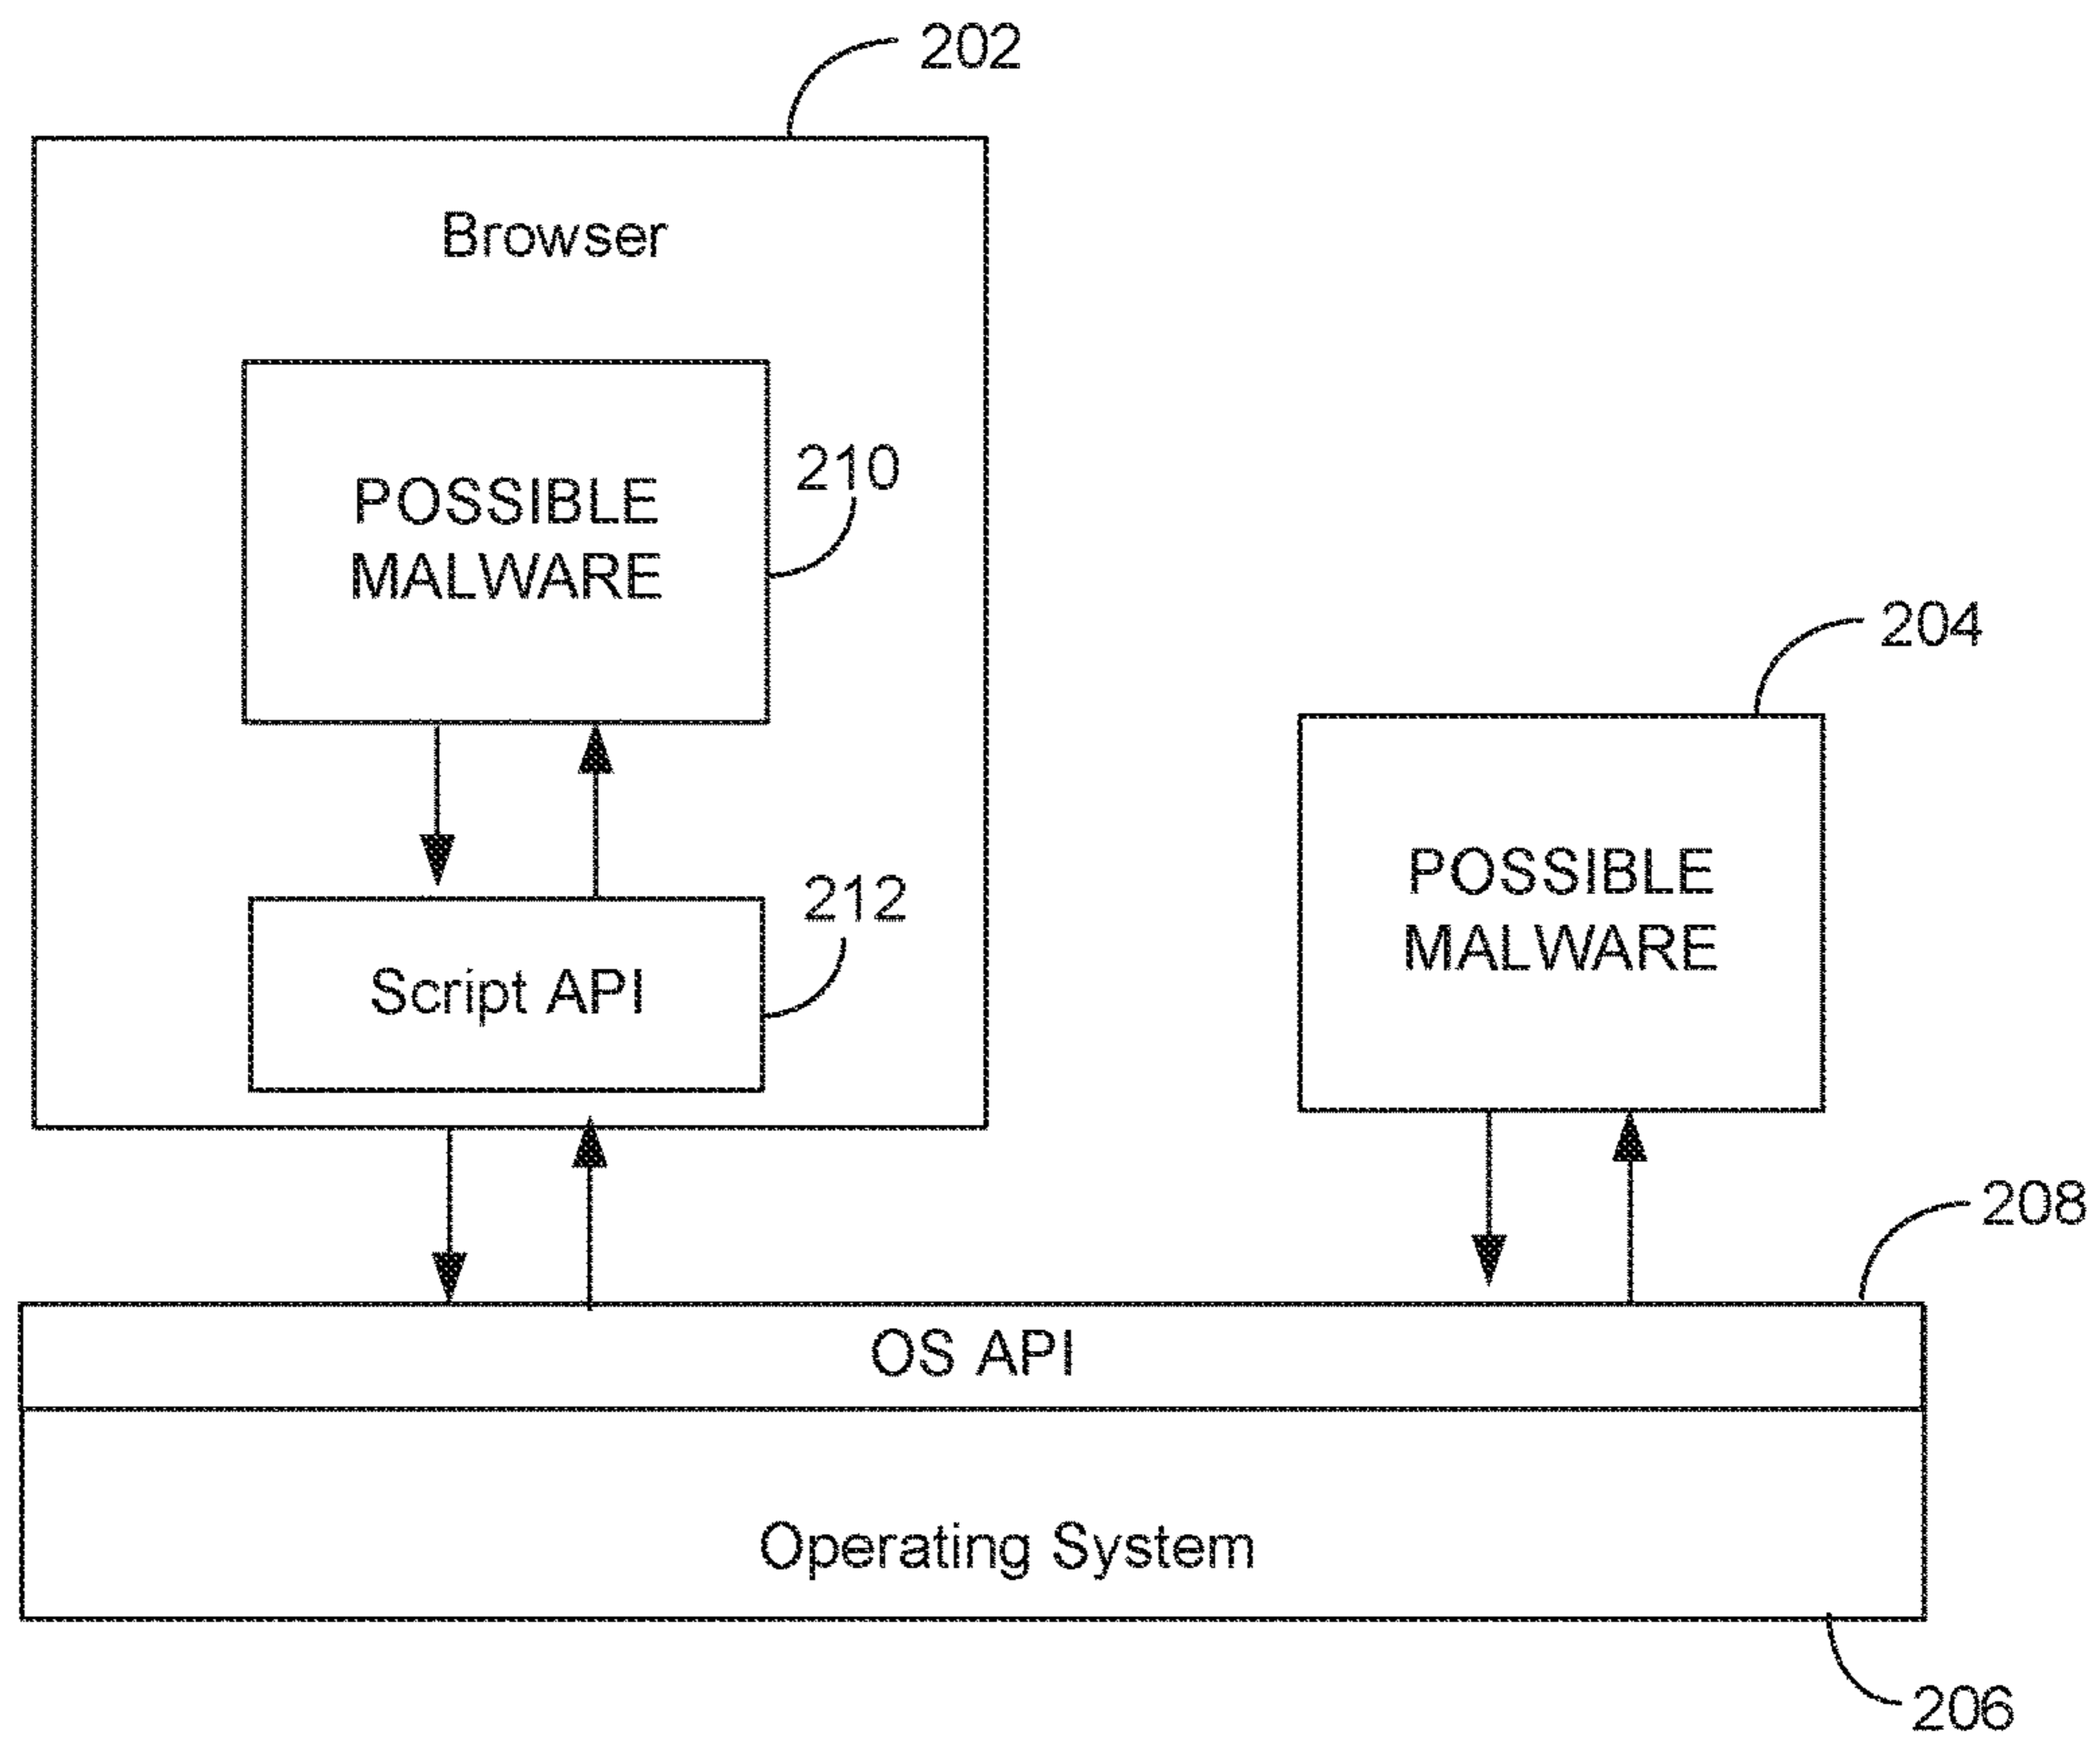 202
Browser
POSSIBLE
MALWARE
210
204
POSSIBLE
MALWARE
212
Script API
208
OS API
Operating System
206